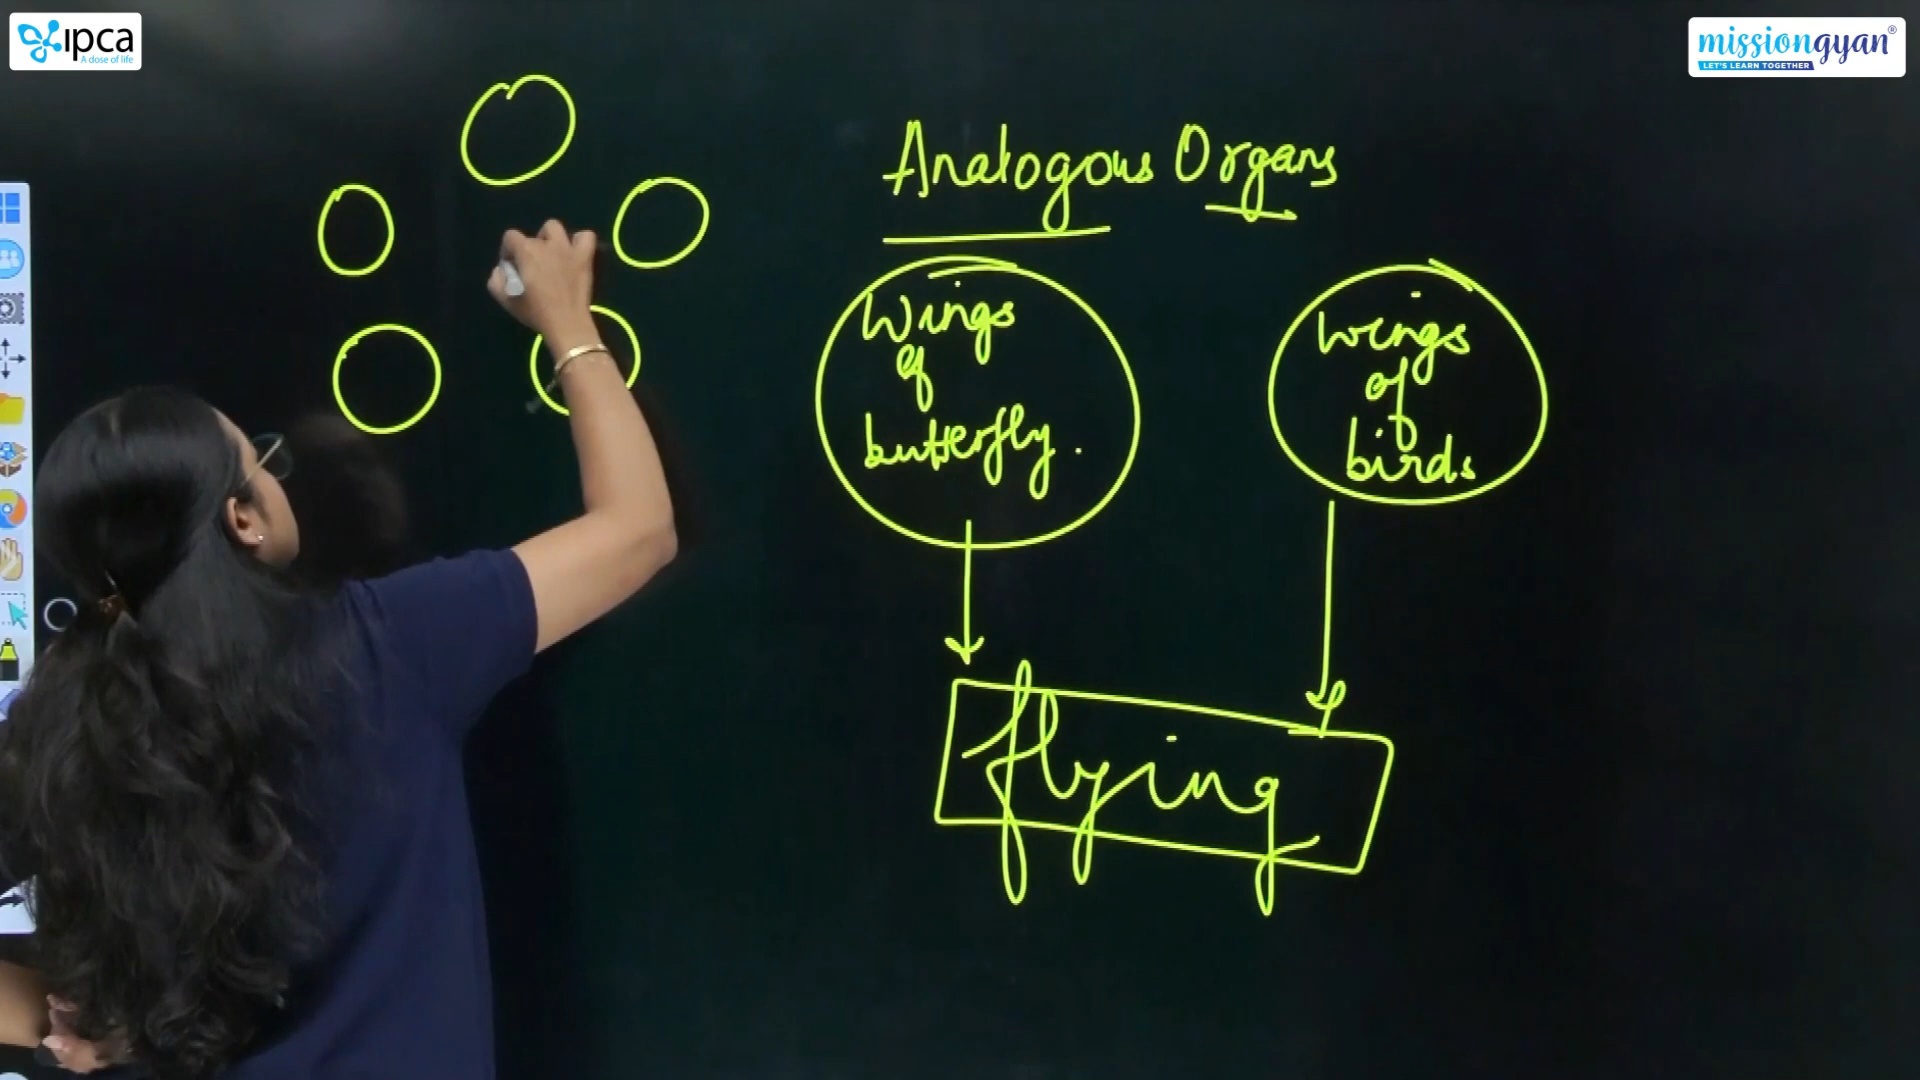 ipca
A dose of life
missiongyan®
LET'S LEARN TOGETHER
Analogous Organs
Wings
of
butterfly.
wings
of
birds
flying